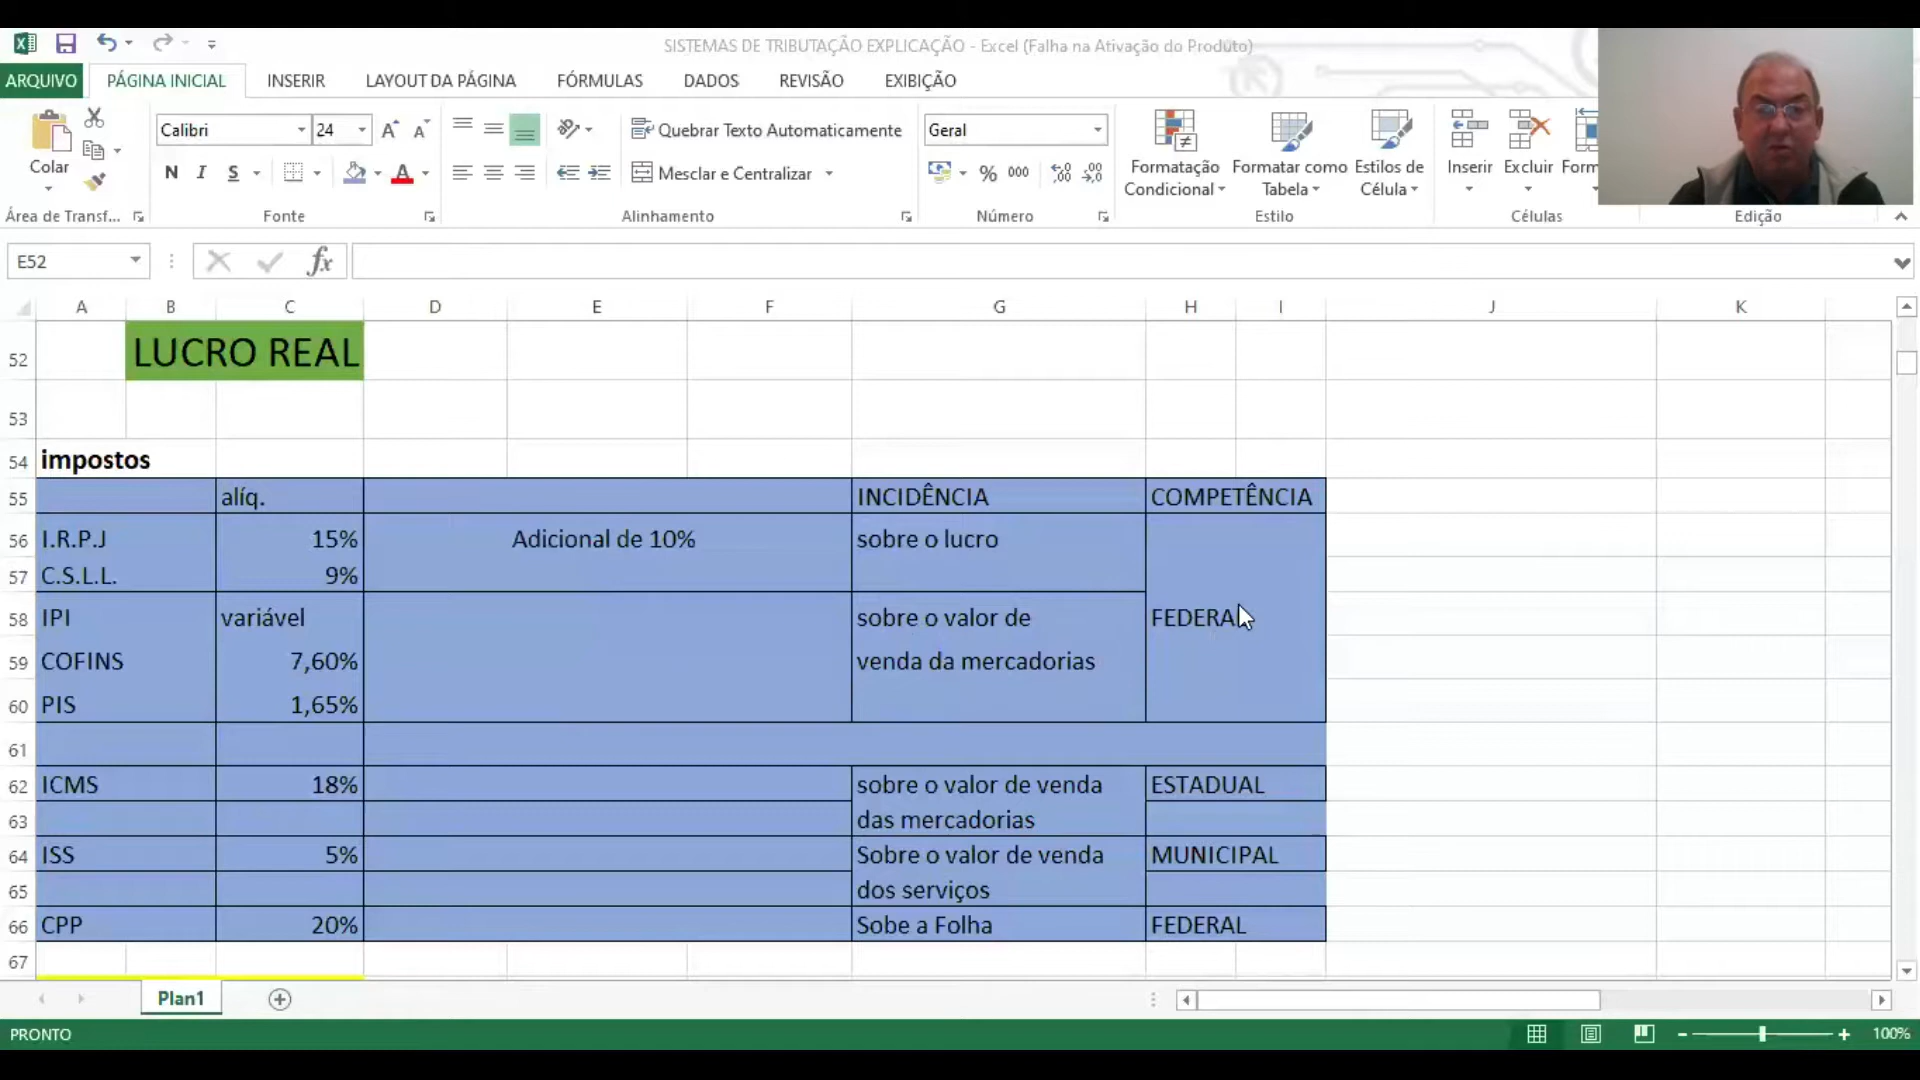 SISTEMAS DE TRIBUTAÇÃO EXPLICAÇÃO - Excel (Falha na Ativação do Produto)
ARQUIVO PÁGINA INICIAL INSERIR LAYOUT DA PÁGINA FÓRMULAS DADOS REVISÃO EXIBIÇÃO
Calibri 24 Quebrar Texto Automaticamente Geral
Colar Formatação Condicional Formatar como Tabela Estilos de Célula Inserir Excluir Form
N I S Mesclar e Centralizar % 000 ,00
Área de Transf... Fonte Alinhamento Número Estilo Células Edição
E52 fx
A B C D E F G H I J K
52 LUCRO REAL
53
54 impostos
55 alíq. INCIDÊNCIA COMPETÊNCIA
56 I.R.P.J 15% Adicional de 10% sobre o lucro
57 C.S.L.L. 9%
58 IPI variável sobre o valor de FEDERAL
59 COFINS 7,60% venda da mercadorias
60 PIS 1,65%
61
62 ICMS 18% sobre o valor de venda ESTADUAL
63 das mercadorias
64 ISS 5% Sobre o valor de venda MUNICIPAL
65 dos serviços
66 CPP 20% Sobe a Folha FEDERAL
67
Plan1
PRONTO 100%